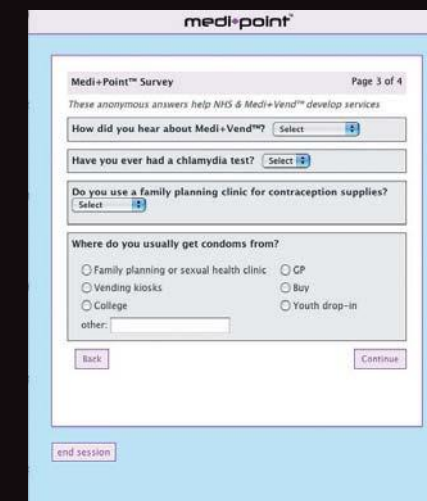 medi+point™
Medi+Point™ Survey Page 3 of 4
These anonymous answers help NHS & Medi+Vend™ develop services
How did you hear about Medi+Vend™? Select
Have you ever had a chlamydia test? Select
Do you use a family planning clinic for contraception supplies?
Select
Where do you usually get condoms from?
Family planning or sexual health clinic GP
Vending kiosks Buy
College Youth drop-in
other:
Back Continue
end session